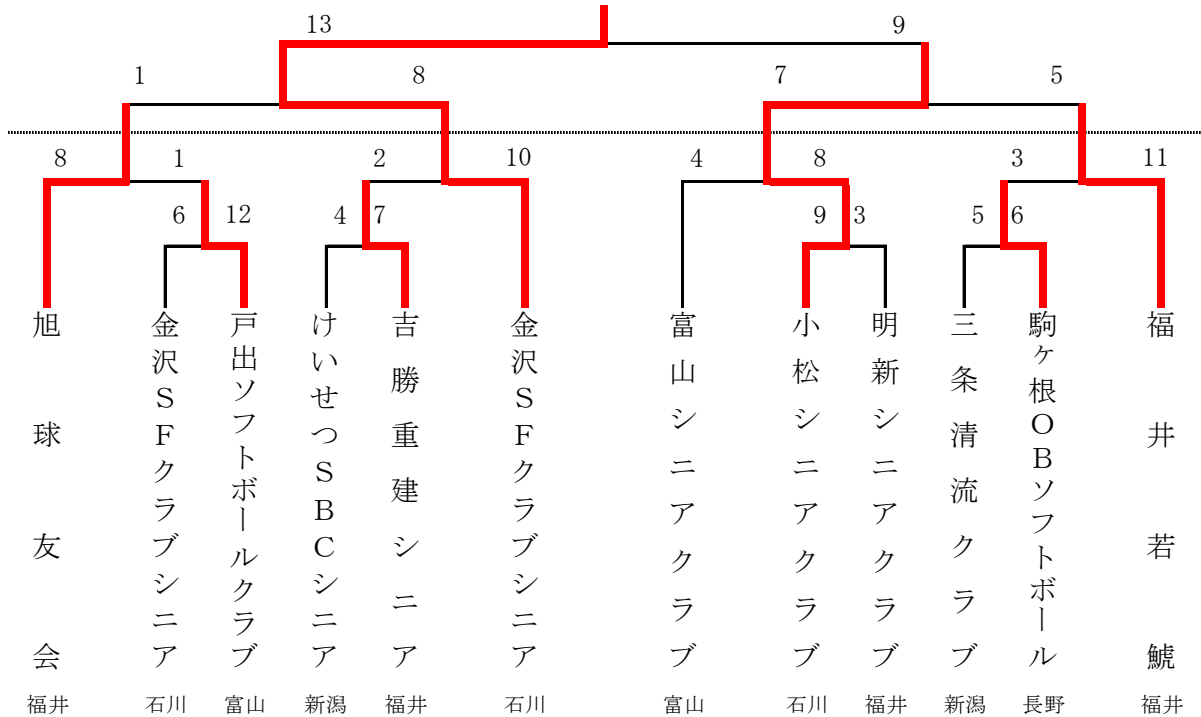 13 9
1 8 7 5
8 1 2 10 4 8 3 11
6 12 4 7 9 3 5 6
旭球友会
金沢ＳＦクラブシニア
戸出ソフトボールクラブ
けいせつＳＢＣシニア
吉勝重建シニア
金沢ＳＦクラブシニア
富山シニアクラブ
小松シニアクラブ
明新シニアクラブ
三条清流クラブ
駒ヶ根ＯＢソフトボール
福井若鯱
福井 石川 富山 新潟 福井 石川 富山 石川 福井 新潟 長野 福井